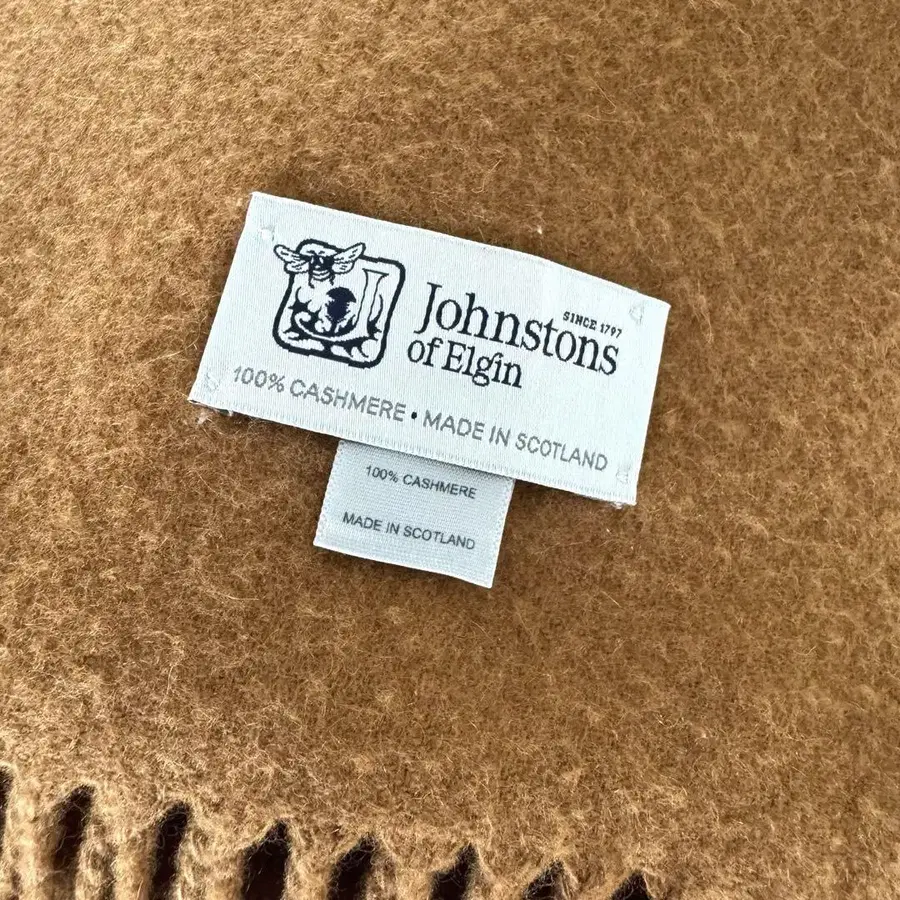 SINCE 1797
Johnstons
of Elgin
100% CASHMERE • MADE IN SCOTLAND
100% CASHMERE
MADE IN SCOTLAND